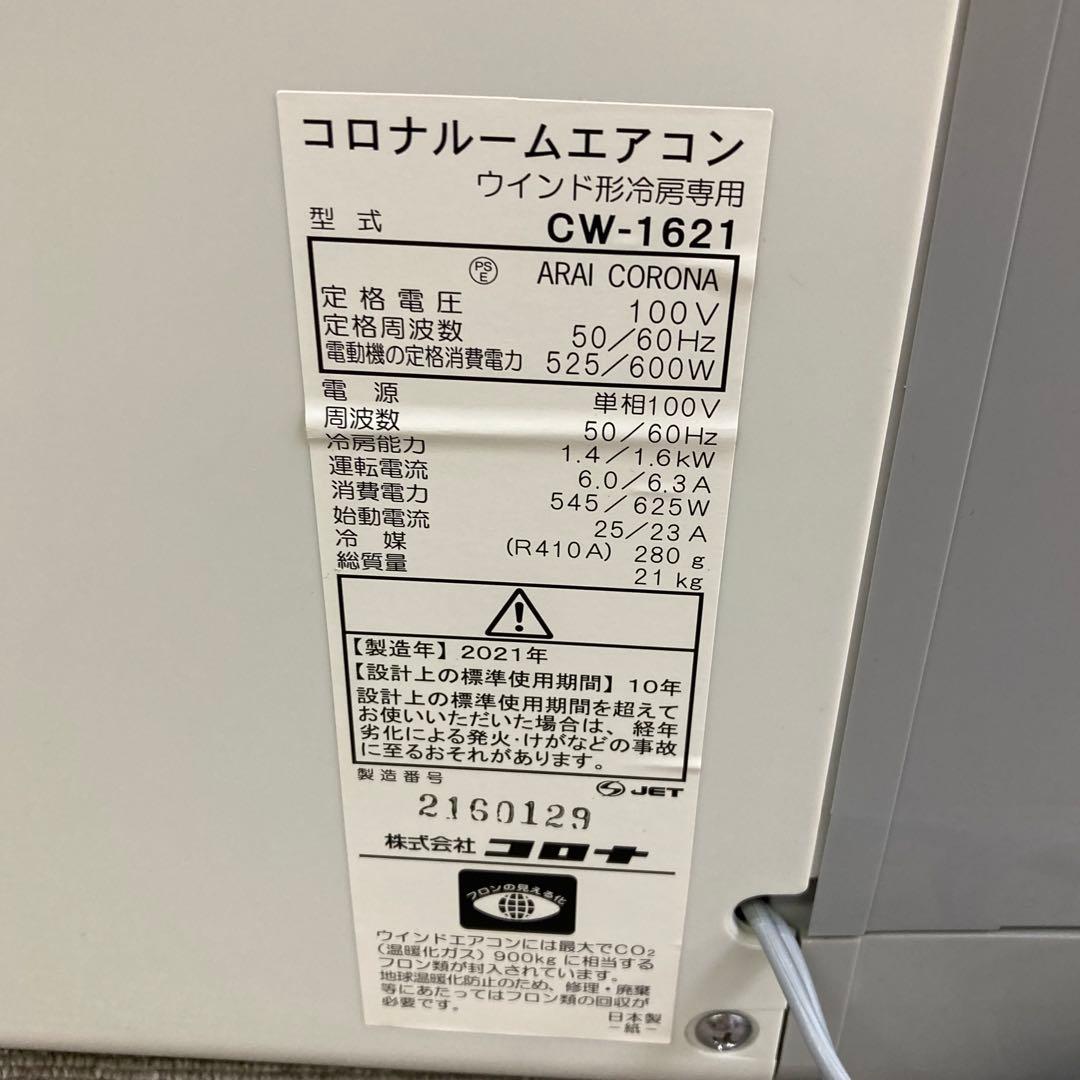 コロナルームエアコン
ウインド形冷房専用
型式 CW-1621
PSE ARAI CORONA
定格電圧 100V
定格周波数 50/60Hz
電動機の定格消費電力 525/600W
電源 単相100V
周波数 50/60Hz
冷房能力 1.4/1.6kW
運転電流 6.0/6.3A
消費電力 545/625W
始動電流 25/23A
冷媒 (R410A) 280g
総質量 21kg
【製造年】2021年
【設計上の標準使用期間】10年
設計上の標準使用期間を超えて
お使いいただいた場合は、経年
劣化による発火・けがなどの事故
に至るおそれがあります。
製造番号
JET
2160129
株式会社 コロナ
フロンの見える化
ウインドエアコンには最大でCO₂
(温暖化ガス)900kgに相当する
フロン類が封入されています。
地球温暖化防止のため、修理・廃棄
等にあたってはフロン類の回収が
必要です。
日本製
-紙-